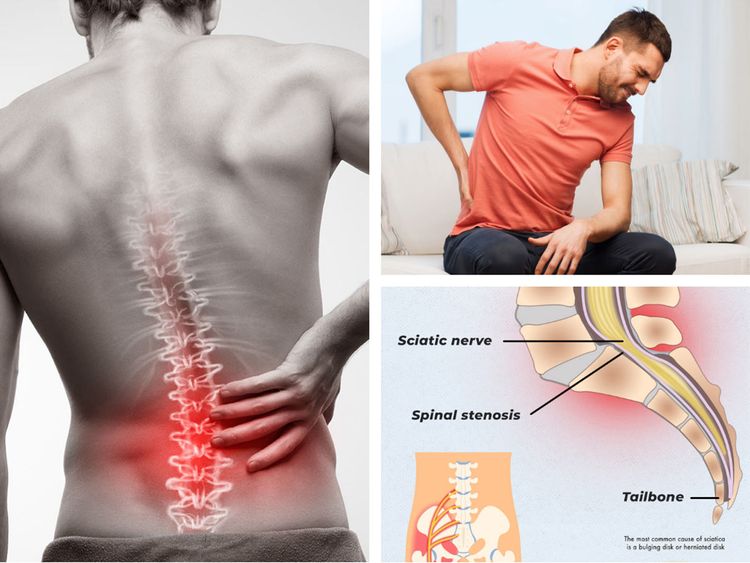 Sciatic nerve
Spinal stenosis
Tailbone
The most common cause of sciatica
is a bulging disk or herniated disk